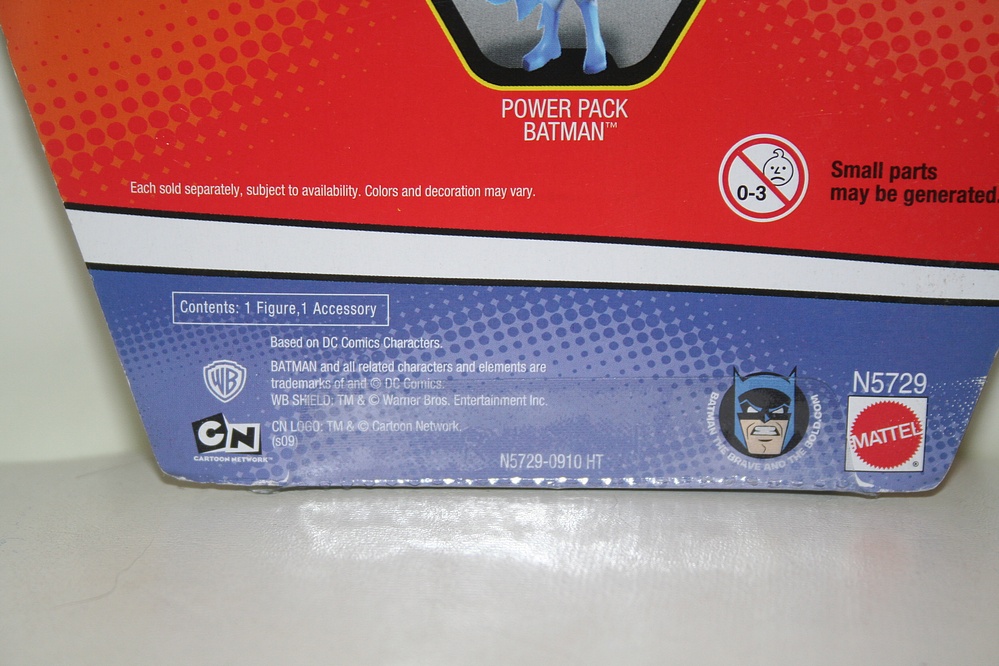 POWER PACK
BATMAN™
Each sold separately, subject to availability. Colors and decoration may vary.
0-3
Small parts
may be generated.
Contents: 1 Figure,1 Accessory
Based on DC Comics Characters.
WB
BATMAN and all related characters and elements are
trademarks of and © DC Comics.
WB SHIELD: TM & © Warner Bros. Entertainment Inc.
CN
CARTOON NETWORK™
CN LOGO: TM & © Cartoon Network.
(s09)
N5729-0910 HT
BATMAN THE BRAVE AND THE BOLD.COM
N5729
MATTEL
®